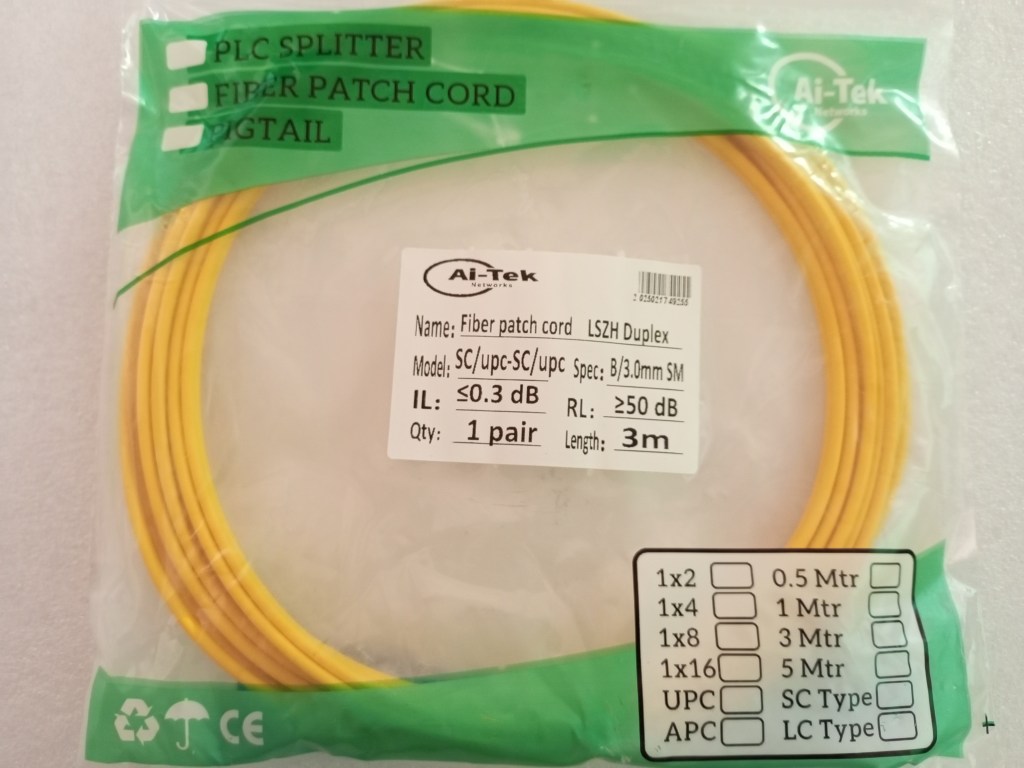 PLC SPLITTER
FIBER PATCH CORD
PIGTAIL
Ai-Tek
Networks
Ai-Tek
Networks
Name: Fiber patch cord LSZH Duplex
Model: SC/upc-SC/upc Spec: B/3.0mm SM
IL: ≤0.3 dB RL: ≥50 dB
Qty: 1 pair Length: 3m
1x2 0.5 Mtr
1x4 1 Mtr
1x8 3 Mtr
1x16 5 Mtr
UPC SC Type
APC LC Type
CE